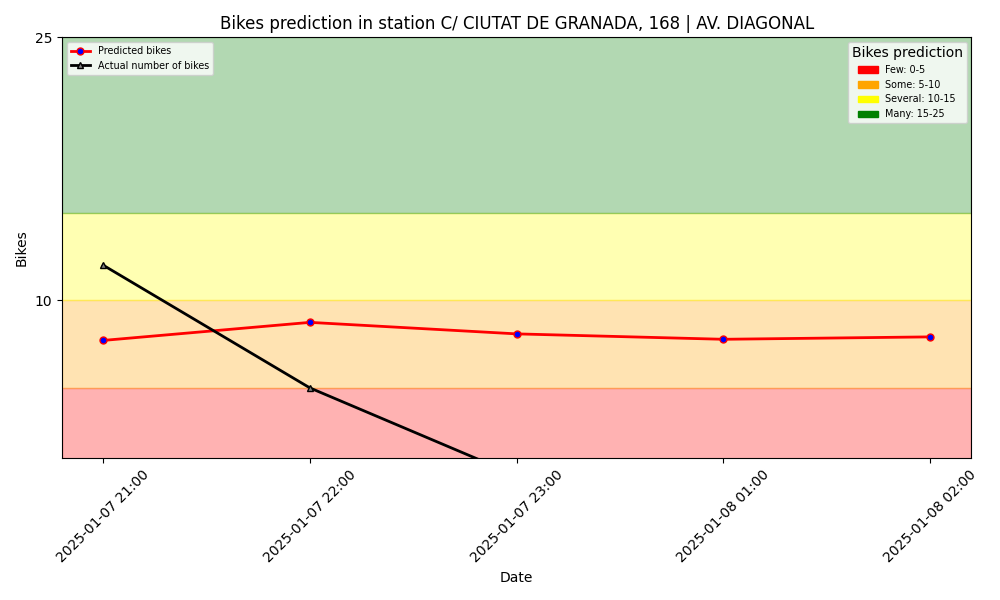 Bikes prediction in station C/ CIUTAT DE GRANADA, 168 | AV. DIAGONAL
25
10
Bikes
Predicted bikes
Actual number of bikes
Bikes prediction
Few: 0-5
Some: 5-10
Several: 10-15
Many: 15-25
2025-01-07 21:00
2025-01-07 22:00
2025-01-07 23:00
2025-01-08 01:00
2025-01-08 02:00
Date